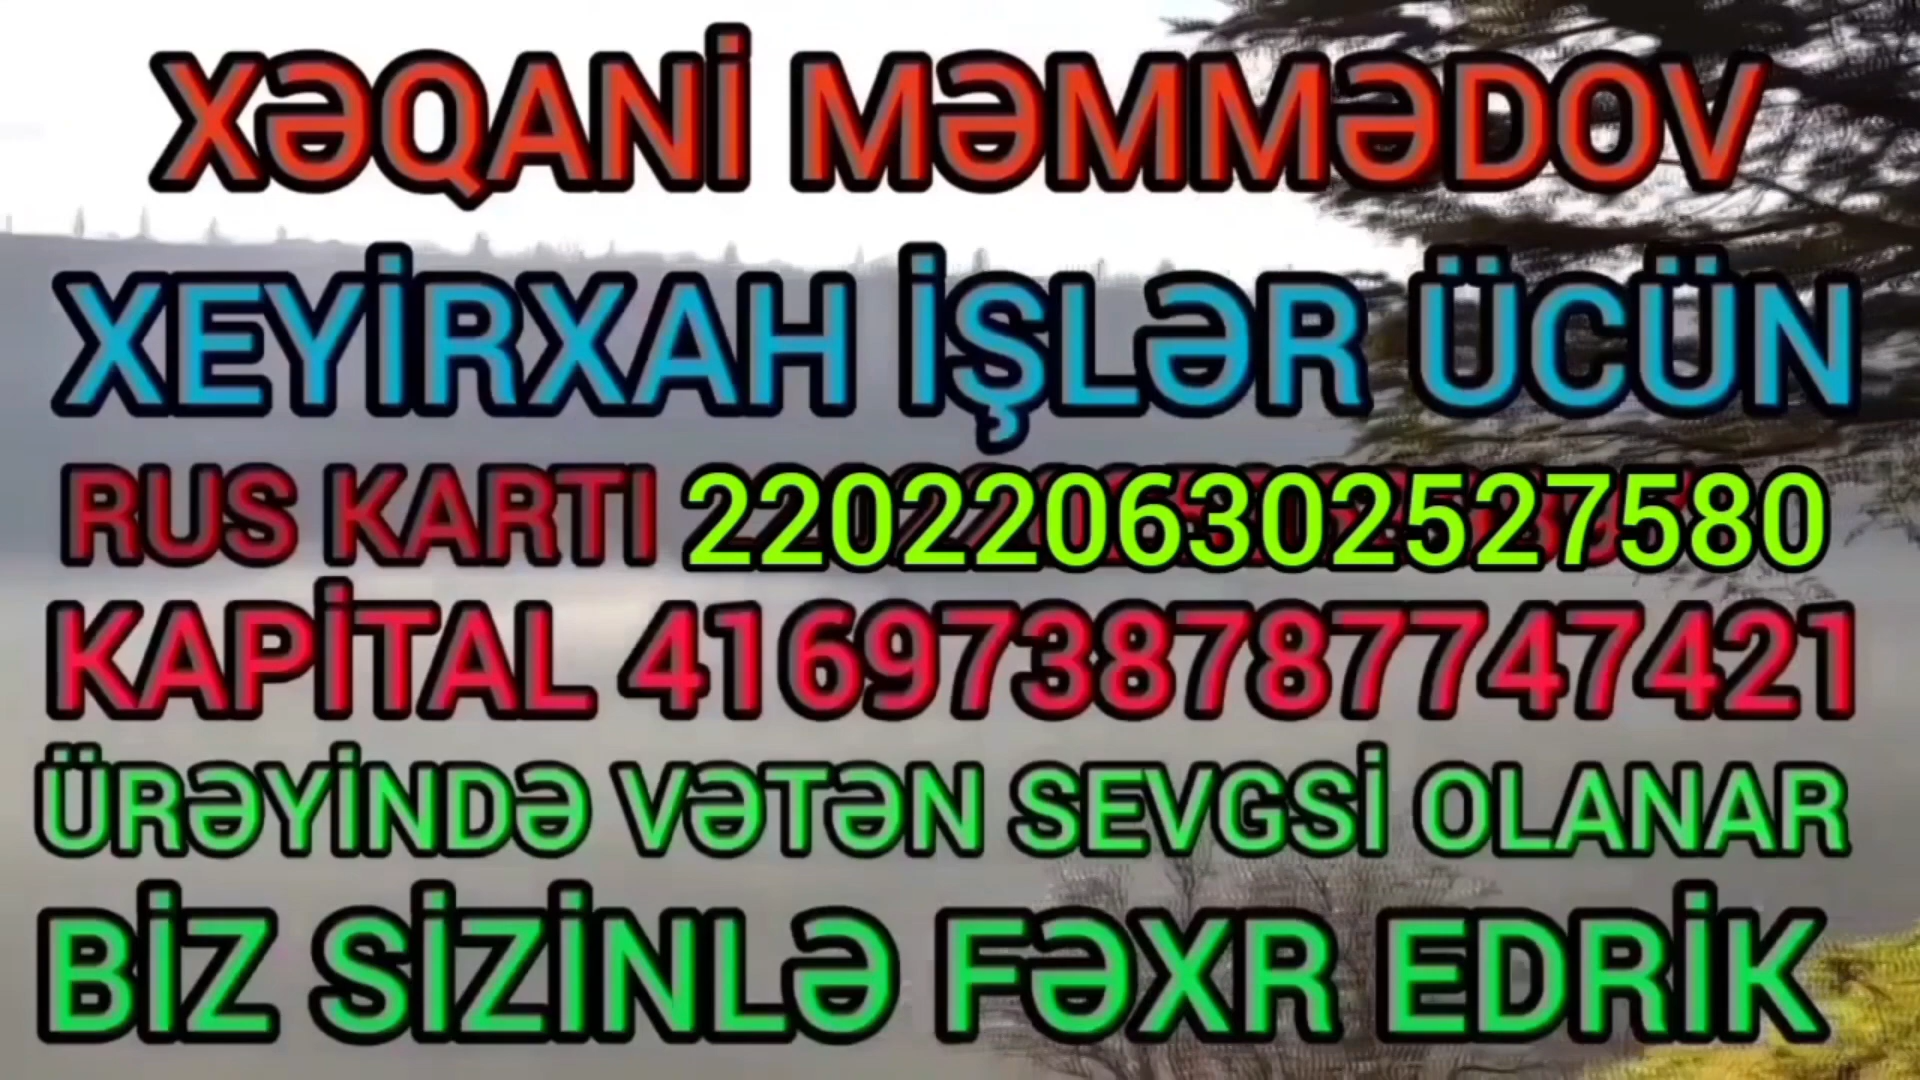 XƏQANİ MƏMMƏDOV
XEYİRXAH İŞLƏR ÜCÜN
RUS KARTI 2202206302527580
KAPİTAL 4169738787747421
ÜRƏYİNDƏ VƏTƏN SEVGSİ OLANAR
BİZ SİZİNLƏ FƏXR EDRİK